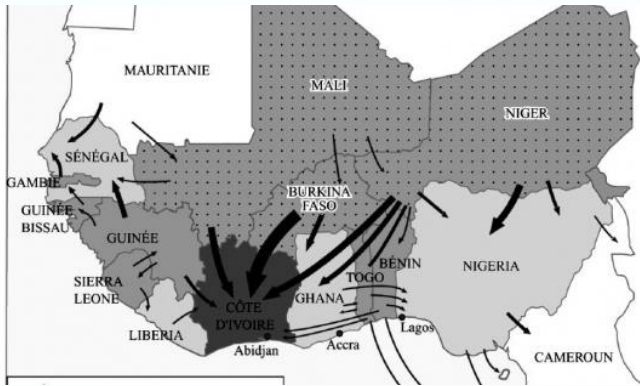 MAURITANIE
MALI
NIGER
SÉNÉGAL
GAMBIE
GUINÉE
BISSAU
GUINÉE
SIERRA
LEONE
LIBERIA
CÔTE
D'IVOIRE
BURKINA
FASO
GHANA
TOGO
BÉNIN
NIGERIA
CAMEROUN
Abidjan
Accra
Lagos